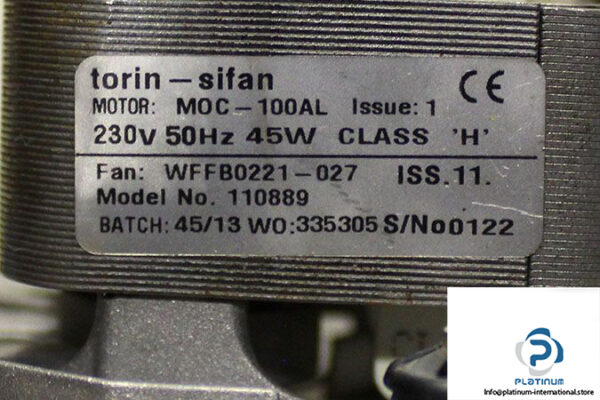 torin-sifan
CE
MOTOR: MOC-100AL Issue: 1
230V 50Hz 45W CLASS 'H'
Fan: WFFB0221-027 ISS.11.
Model No. 110889
BATCH: 45/13 WO:335305 S/No0122
PLATINUM
Info@platinum-international.store